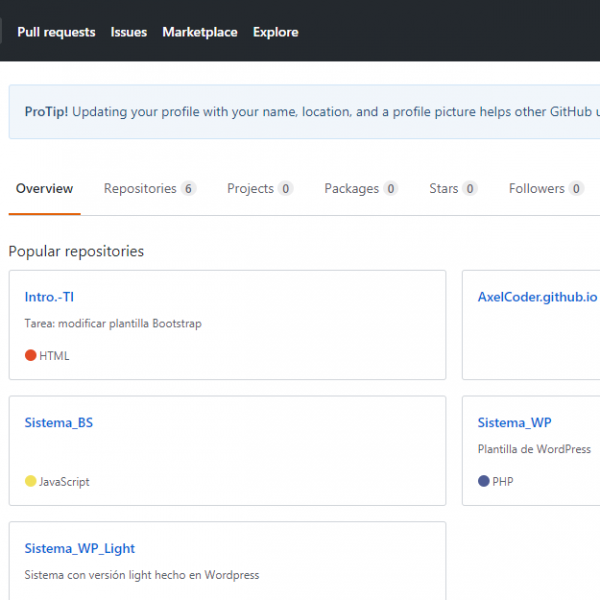 Pull requests Issues Marketplace Explore
ProTip! Updating your profile with your name, location, and a profile picture helps other GitHub
Overview Repositories 6 Projects 0 Packages 0 Stars 0 Followers 0
Popular repositories
Intro.-TI
Tarea: modificar plantilla Bootstrap
HTML
AxelCoder.github.io
Sistema_BS
JavaScript
Sistema_WP
Plantilla de WordPress
PHP
Sistema_WP_Light
Sistema con versión light hecho en Wordpress